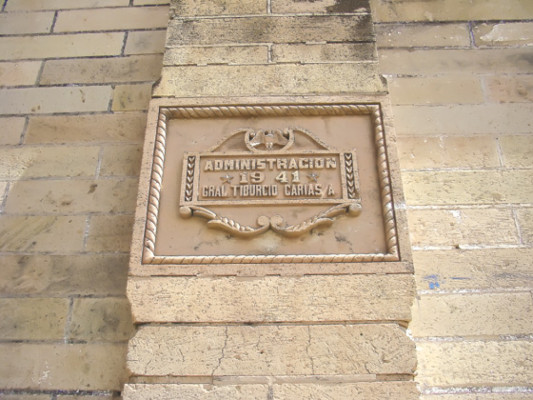 ADMINISTRACION
1941
GRAL TIBURCIO CARIAS A